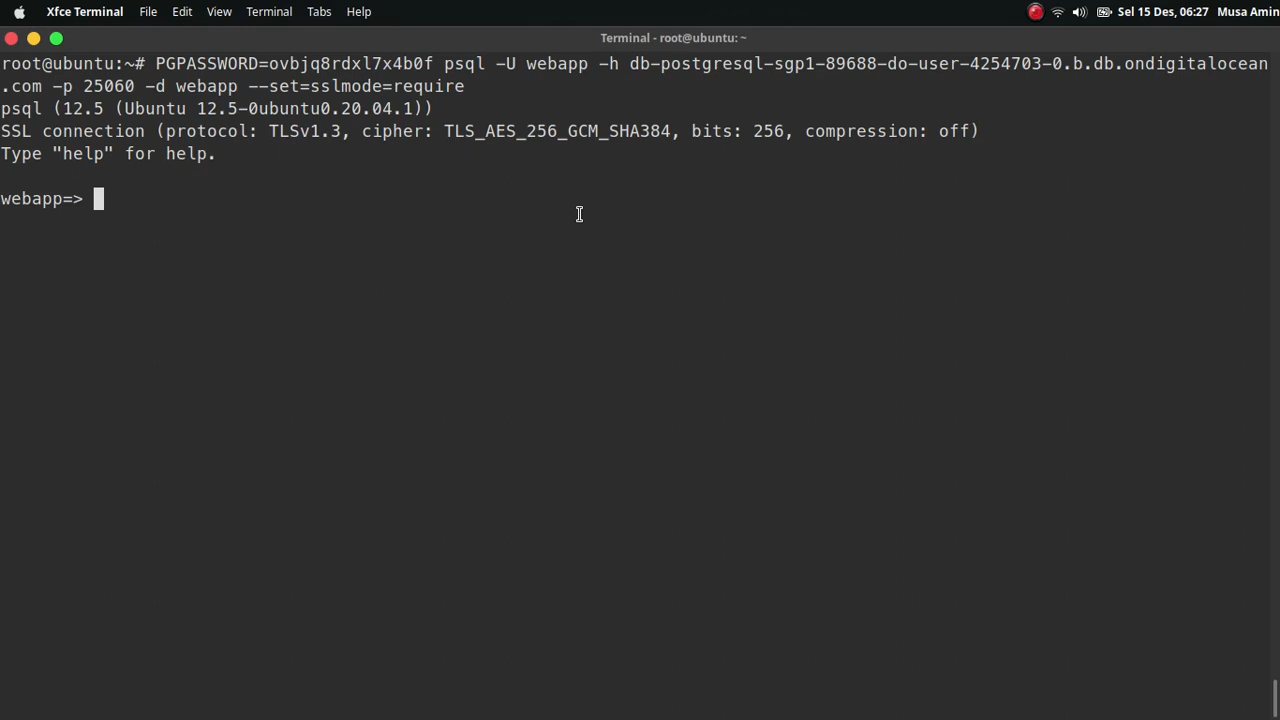 Xfce Terminal File Edit View Terminal Tabs Help Sel 15 Des, 06:27 Musa Amin
Terminal - root@ubuntu: ~
root@ubuntu:~# PGPASSWORD=ovbjq8rdxl7x4b0f psql -U webapp -h db-postgresql-sgp1-89688-do-user-4254703-0.b.db.ondigitalocean
.com -p 25060 -d webapp --set=sslmode=require
psql (12.5 (Ubuntu 12.5-0ubuntu0.20.04.1))
SSL connection (protocol: TLSv1.3, cipher: TLS_AES_256_GCM_SHA384, bits: 256, compression: off)
Type "help" for help.
webapp=>